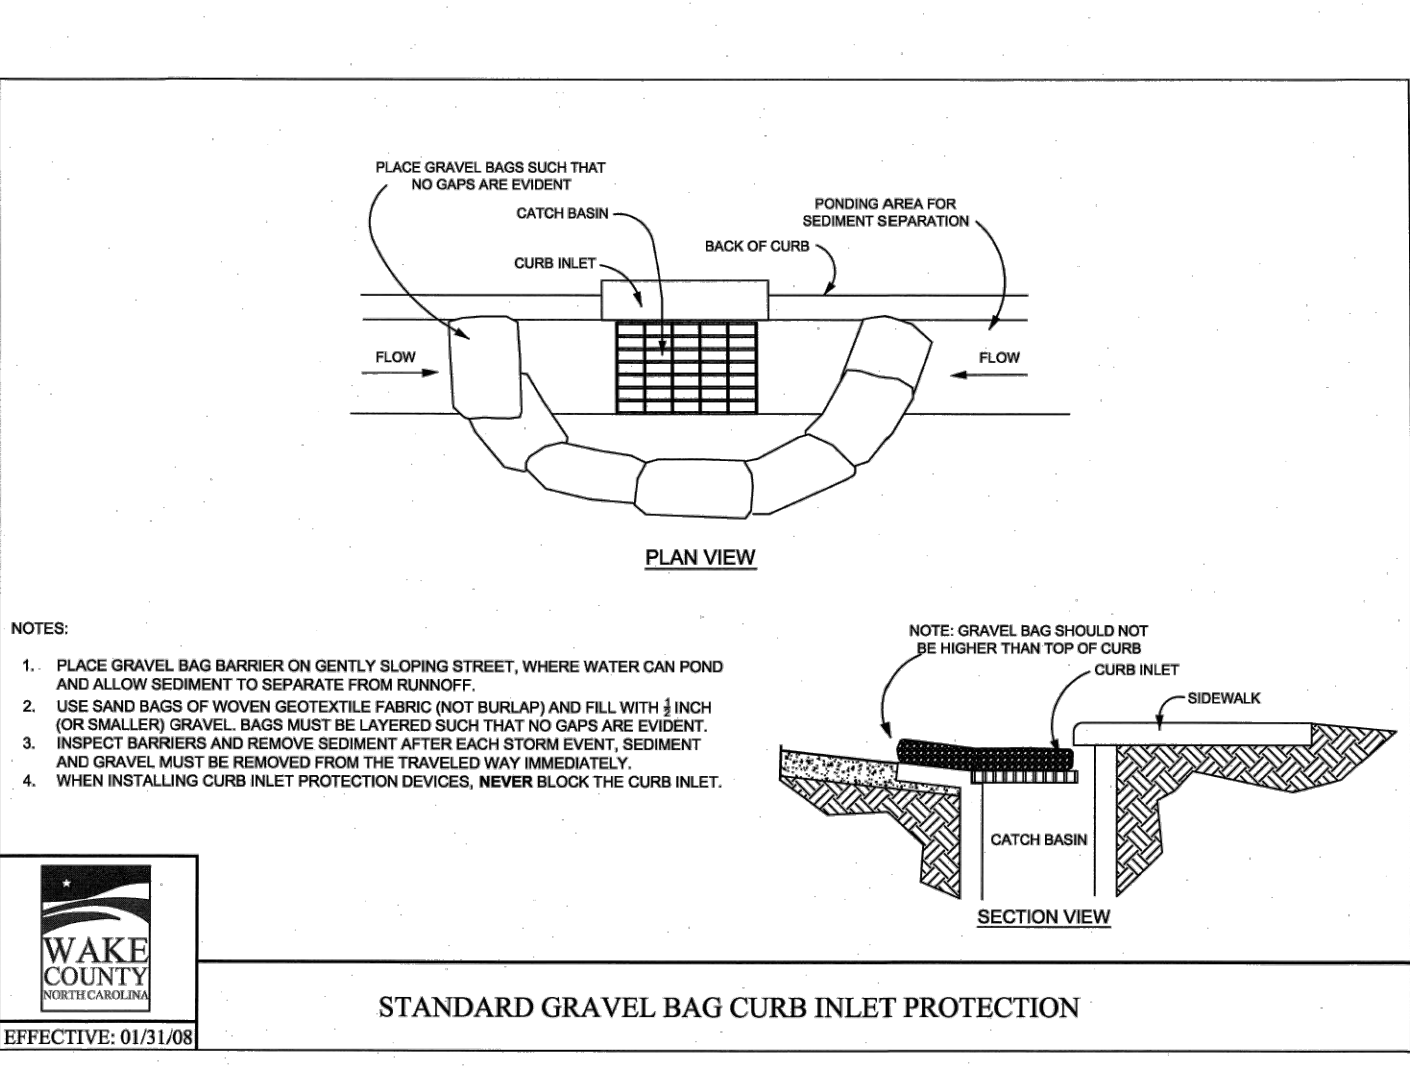 PLACE GRAVEL BAGS SUCH THAT
NO GAPS ARE EVIDENT
CATCH BASIN
CURB INLET
BACK OF CURB
PONDING AREA FOR
SEDIMENT SEPARATION
FLOW
FLOW
PLAN VIEW
NOTES:
1. PLACE GRAVEL BAG BARRIER ON GENTLY SLOPING STREET, WHERE WATER CAN POND
AND ALLOW SEDIMENT TO SEPARATE FROM RUNNOFF.
2. USE SAND BAGS OF WOVEN GEOTEXTILE FABRIC (NOT BURLAP) AND FILL WITH ½ INCH
(OR SMALLER) GRAVEL. BAGS MUST BE LAYERED SUCH THAT NO GAPS ARE EVIDENT.
3. INSPECT BARRIERS AND REMOVE SEDIMENT AFTER EACH STORM EVENT, SEDIMENT
AND GRAVEL MUST BE REMOVED FROM THE TRAVELED WAY IMMEDIATELY.
4. WHEN INSTALLING CURB INLET PROTECTION DEVICES, NEVER BLOCK THE CURB INLET.
NOTE: GRAVEL BAG SHOULD NOT
BE HIGHER THAN TOP OF CURB
CURB INLET
SIDEWALK
CATCH BASIN
SECTION VIEW
WAKE
COUNTY
NORTH CAROLINA
EFFECTIVE: 01/31/08
STANDARD GRAVEL BAG CURB INLET PROTECTION